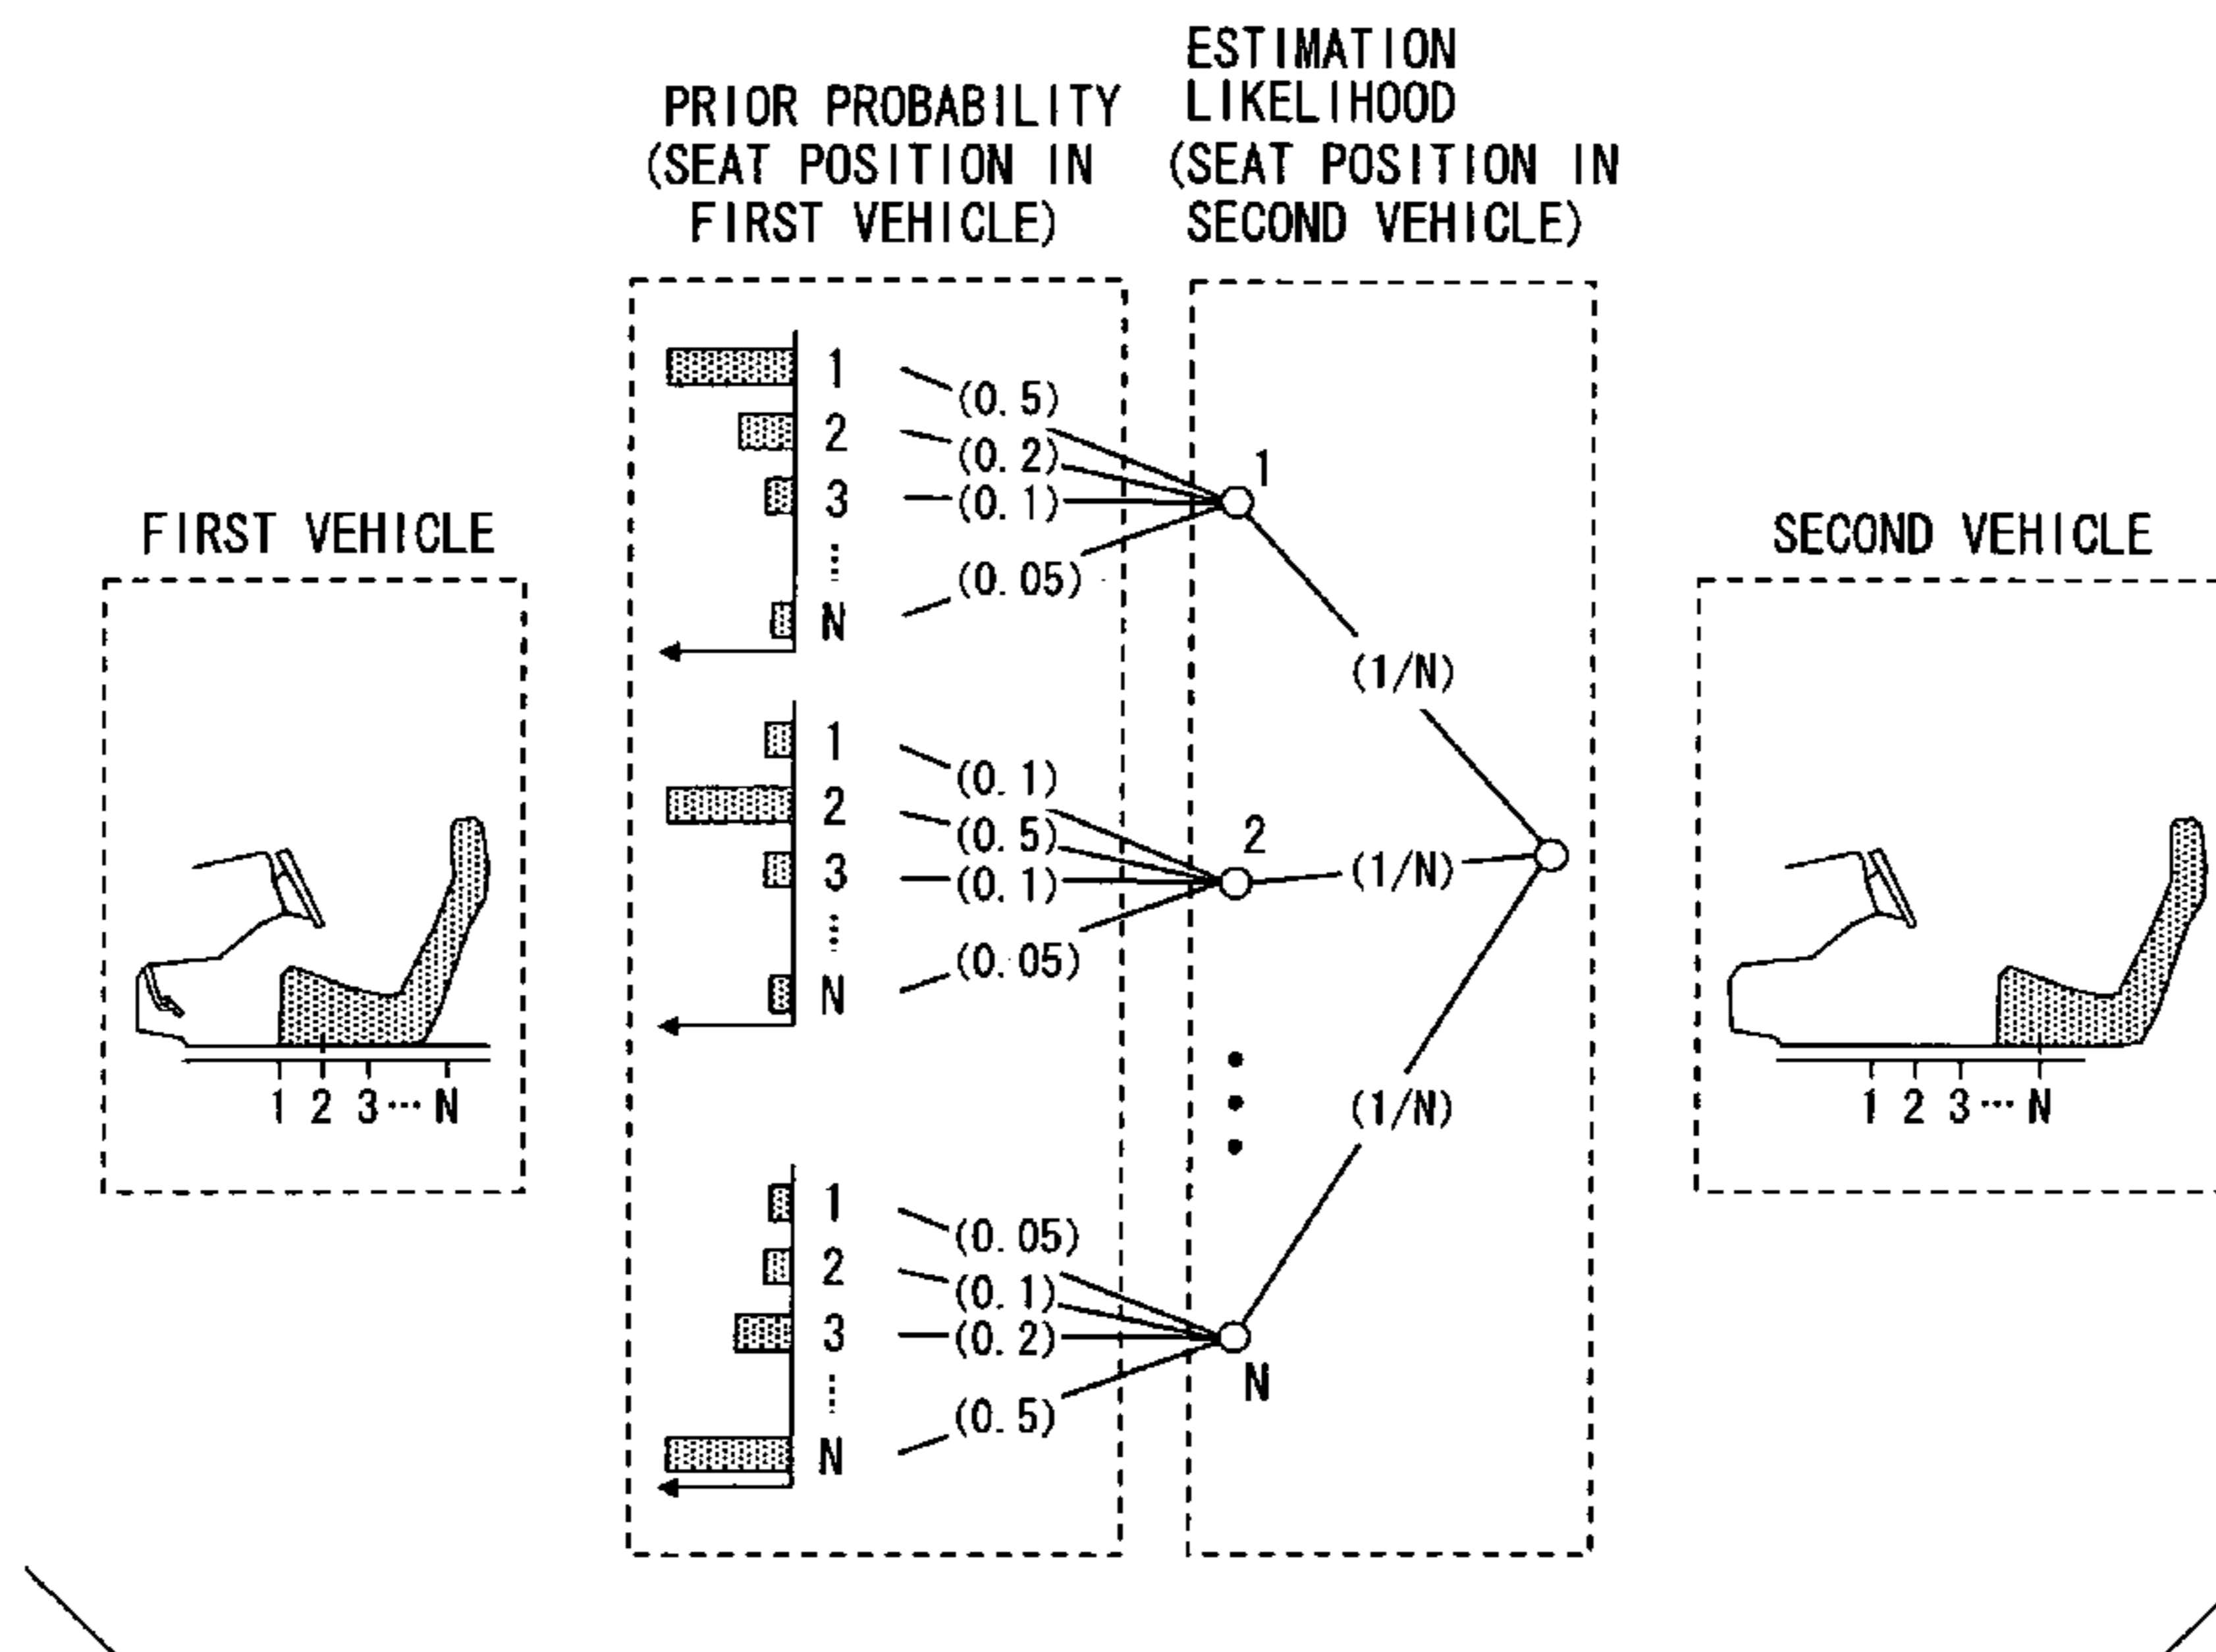 ESTIMATION
LIKELIHOOD
(SEAT POSITION IN
SECOND VEHICLE)
PRIOR PROBABILITY
(SEAT POSITION IN
FIRST VEHICLE)
FIRST VEHICLE
1 2 3 … N
1 (0.5)
2 (0.2)
3 (0.1)
N (0.05)
1
1 (0.1)
2 (0.5)
3 (0.1)
N (0.05)
2
1 (0.05)
2 (0.1)
3 (0.2)
N (0.5)
N
(1/N)
(1/N)
(1/N)
SECOND VEHICLE
1 2 3 … N